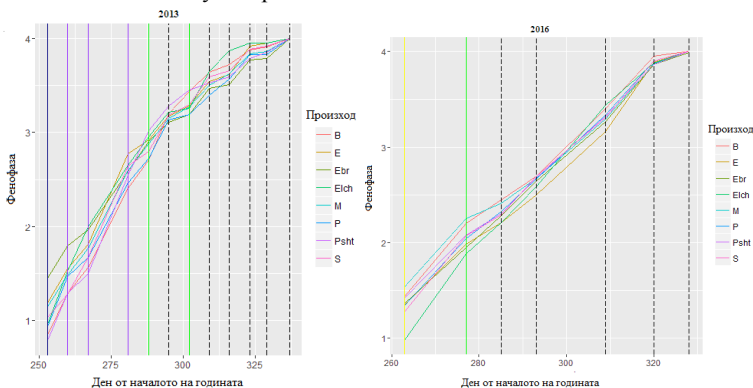 2013
2016
4
3
2
1
Фенофаза
250
275
300
325
Ден от началото на годината
Произход
B
E
Ebr
Elch
M
P
Psht
S
4
3
2
1
Фенофаза
260
280
300
320
Ден от началото на годината
Произход
B
E
Ebr
Elch
M
P
Psht
S